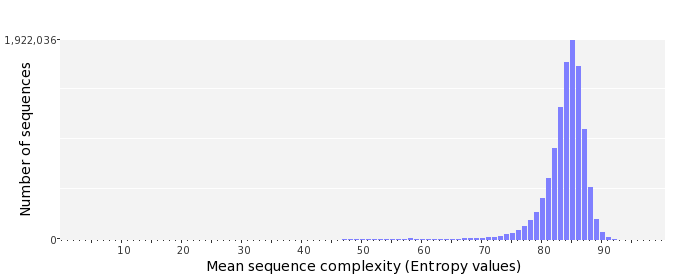 1,922,036
Number of sequences
0
10 20 30 40 50 60 70 80 90
Mean sequence complexity (Entropy values)